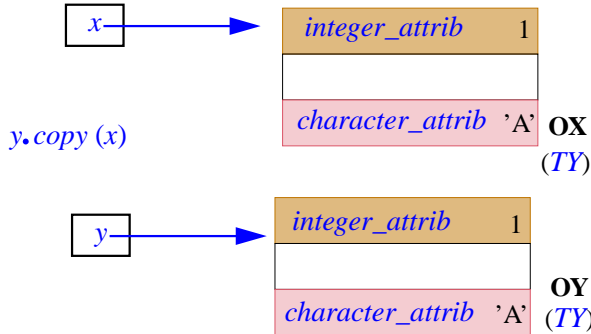 x integer_attrib 1
character_attrib 'A' OX
y.copy (x)
(TY)
y integer_attrib 1
OY
character_attrib 'A' (TY)